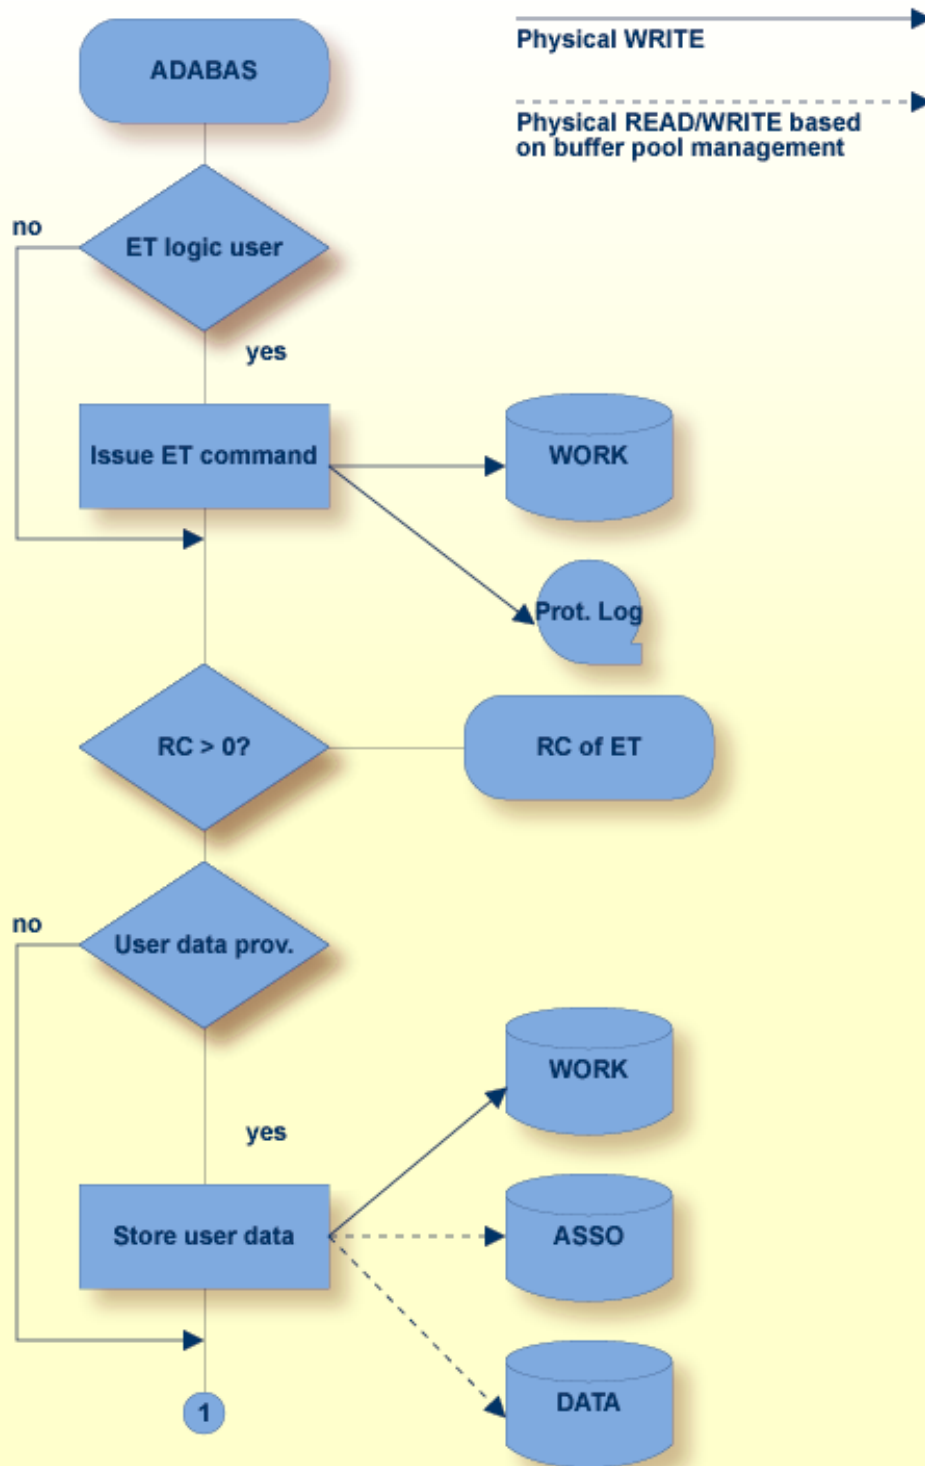 Physical WRITE
ADABAS
Physical READ/WRITE based
on buffer pool management
no
ET logic user
yes
Issue ET command
WORK
Prot. Log
RC > 0?
RC of ET
no
User data prov.
WORK
yes
Store user data
ASSO
DATA
1